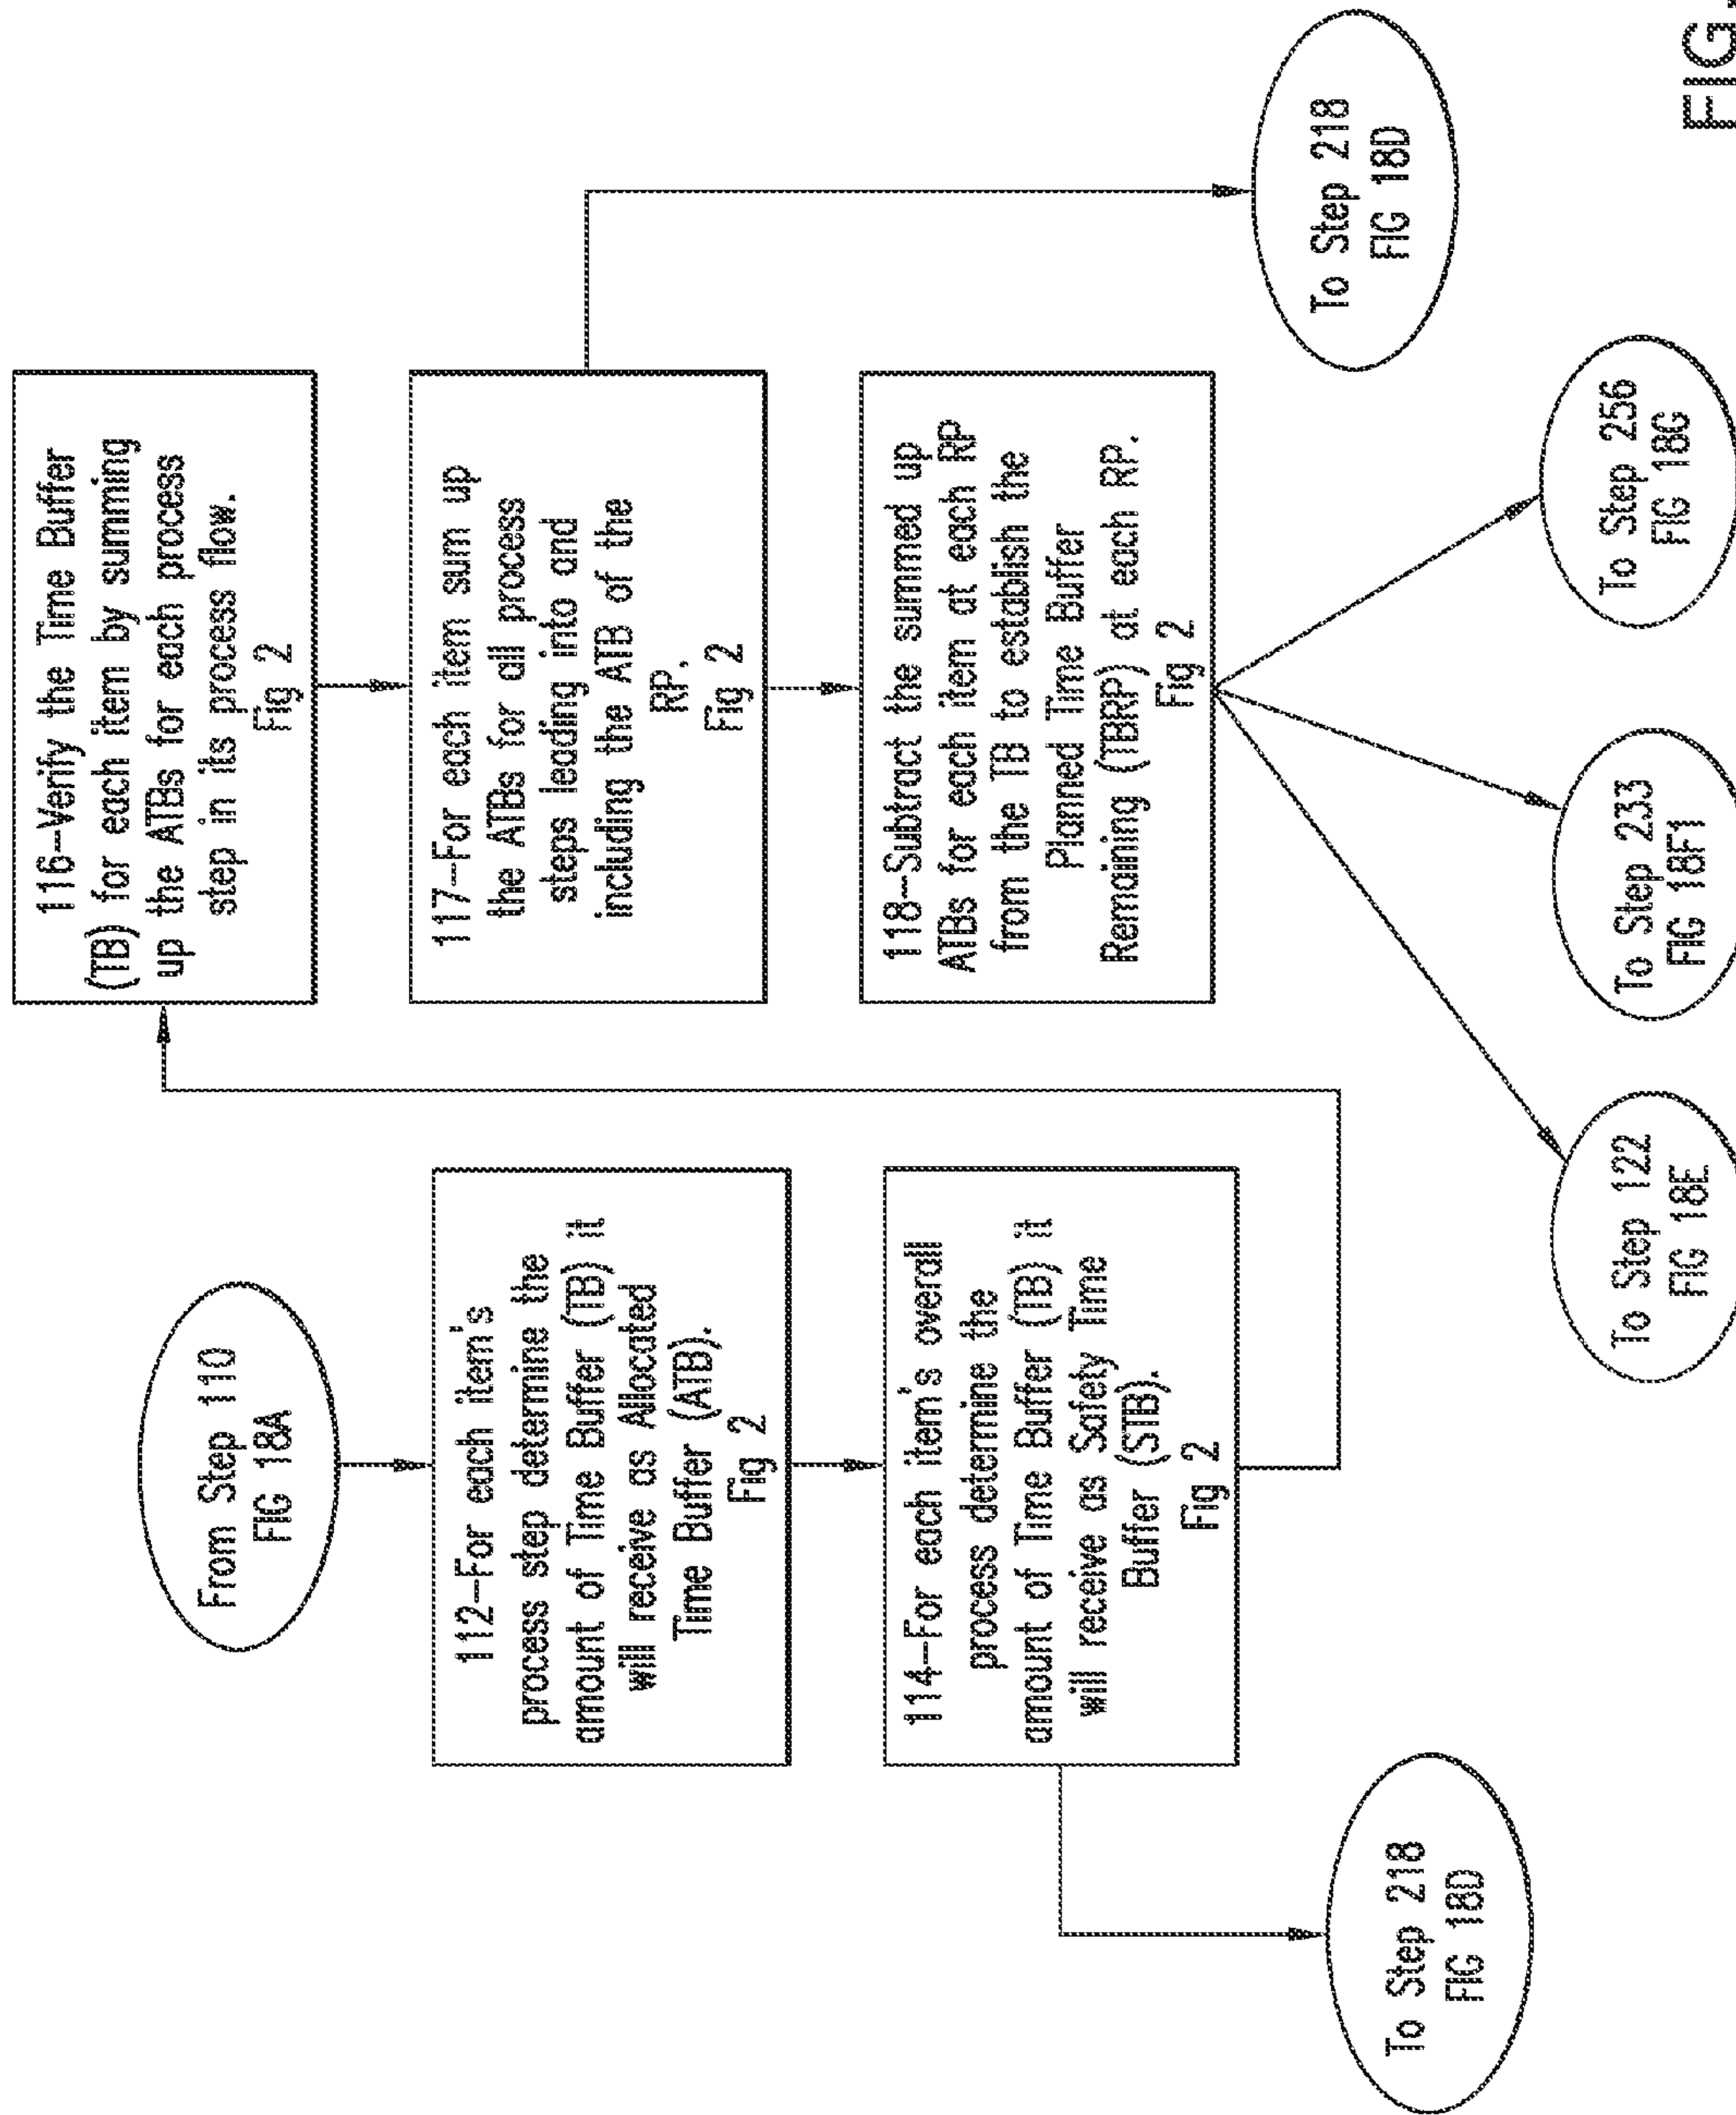 From Step 110
FIG 18A
112-For each item's
process step determine the
amount of Time Buffer (TB) it
will receive as Allocated
Time Buffer (ATB).
Fig 2
114-For each item's overall
process determine the
amount of Time Buffer (TB) it
will receive as Safety Time
Buffer (STB).
Fig 2
To Step 218
FIG 18D
116-Verify the Time Buffer
(TB) for each item by summing
up the ATBs for each process
step in its process flow.
Fig 2
117-For each item sum up
the ATBs for all process
steps leading into and
including the ATB of the
RP.
Fig 2
118-Subtract the summed up
ATBs for each item at each RP
from the TB to establish the
Planned Time Buffer
Remaining (TBRP) at each RP.
Fig 2
To Step 218
FIG 18D
To Step 122
FIG 18E
To Step 233
FIG 18F1
To Step 256
FIG 18G
FIG.